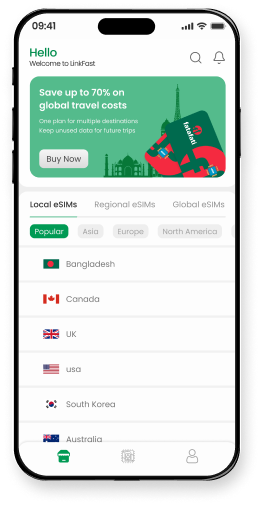 09:41
Hello
Welcome to LinkFast
Save up to 70% on
global travel costs
One plan for multiple destinations
Keep unused data for future trips
fatafati
Buy Now
Local eSIMs Regional eSIMs Global eSIMs
Popular Asia Europe North America
Bangladesh
Canada
UK
usa
South Korea
Australia